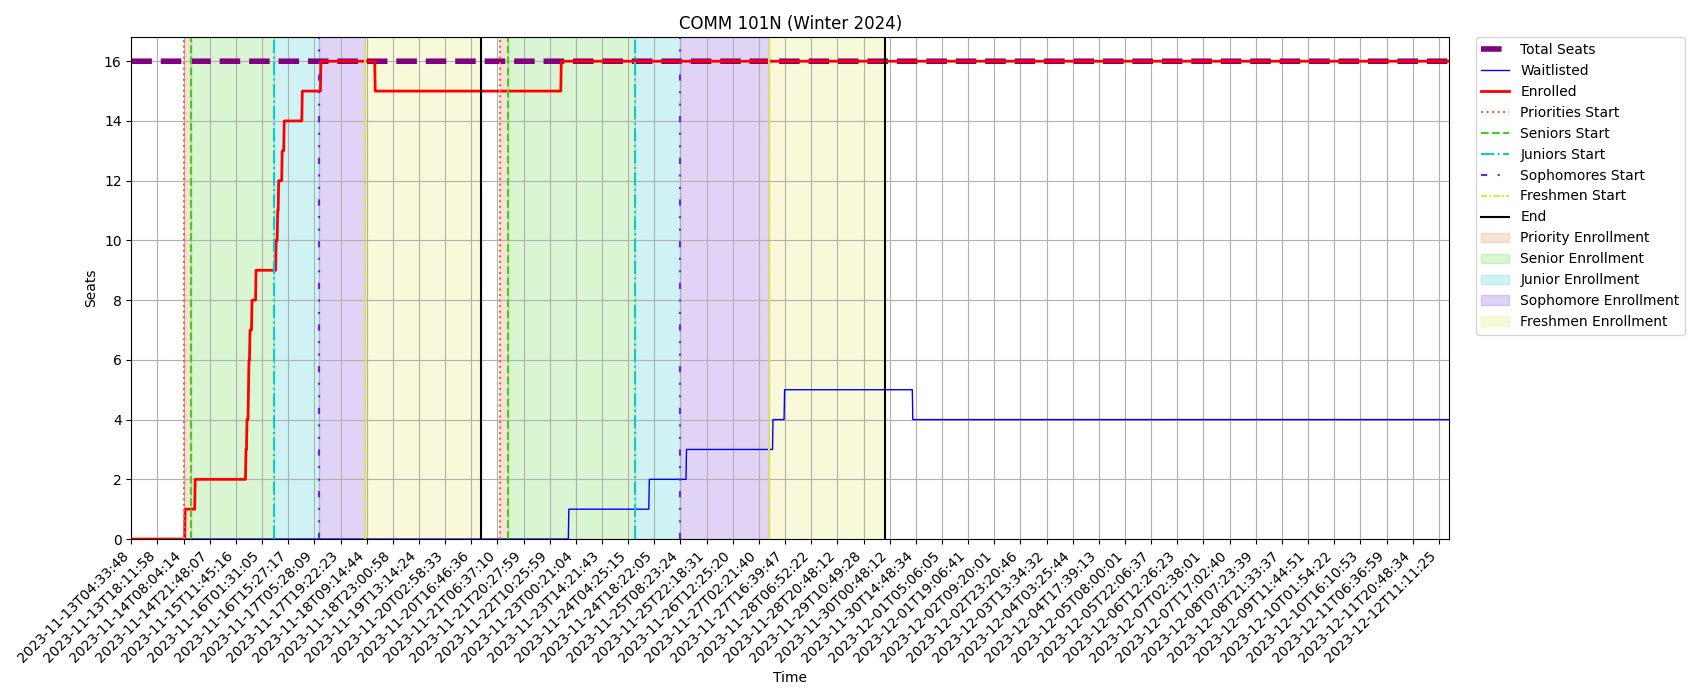 COMM 101N (Winter 2024)
Seats
16
14
12
10
8
6
4
2
0
2023-11-13T04:33:48
2023-11-13T18:11:58
2023-11-14T08:04:14
2023-11-14T21:48:07
2023-11-15T11:45:16
2023-11-16T01:31:05
2023-11-16T15:27:17
2023-11-17T05:28:09
2023-11-17T19:22:23
2023-11-18T09:14:44
2023-11-18T23:00:58
2023-11-19T13:14:24
2023-11-20T02:58:33
2023-11-20T16:46:36
2023-11-21T06:37:10
2023-11-21T20:27:59
2023-11-22T10:25:59
2023-11-23T00:21:04
2023-11-23T14:21:43
2023-11-24T04:25:15
2023-11-24T18:22:05
2023-11-25T08:23:24
2023-11-25T22:18:31
2023-11-26T12:25:20
2023-11-27T02:21:40
2023-11-27T16:39:47
2023-11-28T06:52:22
2023-11-28T20:48:12
2023-11-29T10:49:28
2023-11-30T00:48:12
2023-11-30T14:48:34
2023-12-01T05:06:05
2023-12-01T19:06:41
2023-12-02T09:20:01
2023-12-02T23:20:46
2023-12-03T13:34:32
2023-12-04T03:25:44
2023-12-04T17:39:13
2023-12-05T08:00:01
2023-12-05T22:06:37
2023-12-06T12:26:23
2023-12-07T02:38:01
2023-12-07T17:02:40
2023-12-08T07:23:39
2023-12-08T21:33:37
2023-12-09T11:44:51
2023-12-10T01:54:22
2023-12-10T16:10:53
2023-12-11T06:36:59
2023-12-11T20:48:34
2023-12-12T11:11:25
Time
Total Seats
Waitlisted
Enrolled
Priorities Start
Seniors Start
Juniors Start
Sophomores Start
Freshmen Start
End
Priority Enrollment
Senior Enrollment
Junior Enrollment
Sophomore Enrollment
Freshmen Enrollment